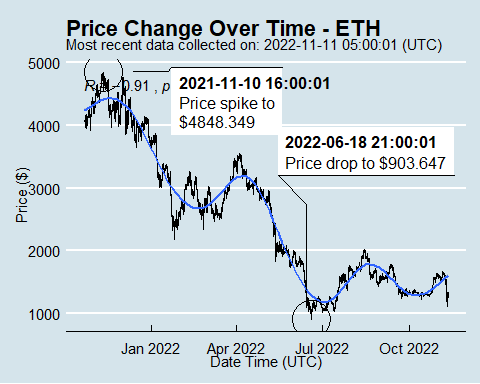 Price Change Over Time - ETH
Most recent data collected on: 2022-11-11 05:00:01 (UTC)
5000
0.91 , p
2021-11-10 16:00:01
Price spike to
$4848.349
4000
2022-06-18 21:00:01
Price drop to $903.647
3000
Price ($)
2000
1000
Jan 2022
Apr 2022
Jul 2022
Oct 2022
Date Time (UTC)